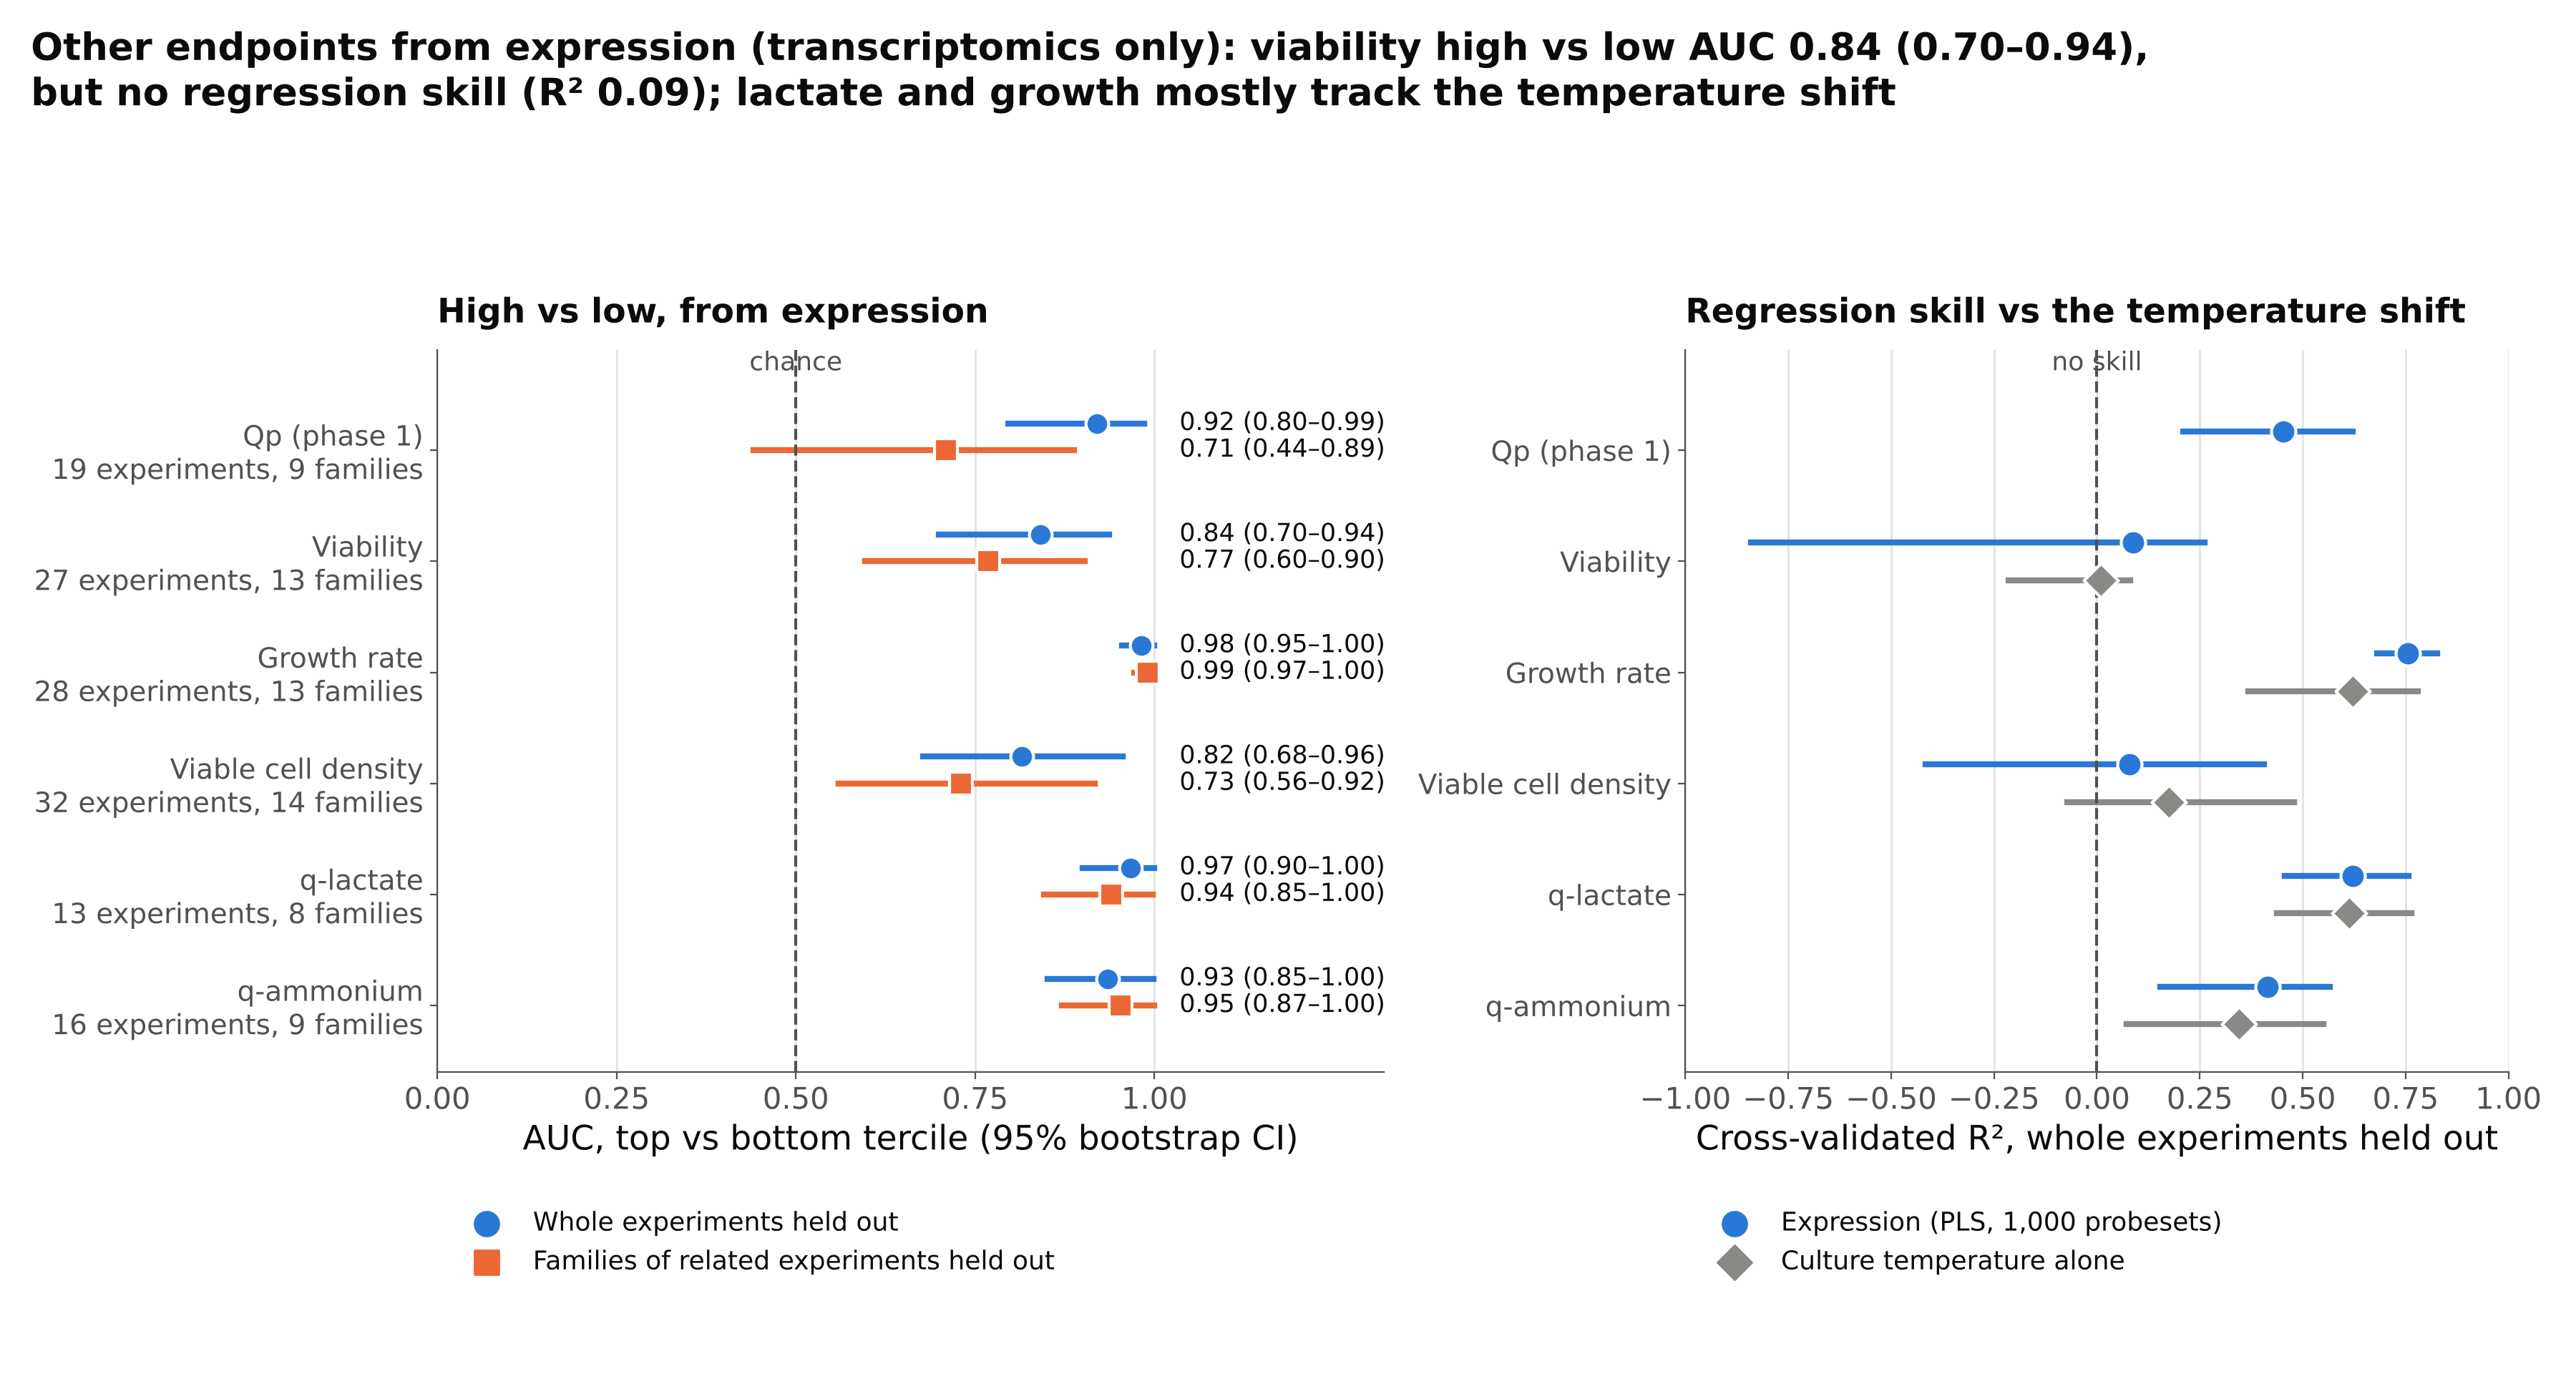 Other endpoints from expression (transcriptomics only): viability high vs low AUC 0.84 (0.70–0.94),
but no regression skill (R² 0.09); lactate and growth mostly track the temperature shift
High vs low, from expression
chance
Qp (phase 1)
19 experiments, 9 families
Viability
27 experiments, 13 families
Growth rate
28 experiments, 13 families
Viable cell density
32 experiments, 14 families
q-lactate
13 experiments, 8 families
q-ammonium
16 experiments, 9 families
0.92 (0.80–0.99)
0.71 (0.44–0.89)
0.84 (0.70–0.94)
0.77 (0.60–0.90)
0.98 (0.95–1.00)
0.99 (0.97–1.00)
0.82 (0.68–0.96)
0.73 (0.56–0.92)
0.97 (0.90–1.00)
0.94 (0.85–1.00)
0.93 (0.85–1.00)
0.95 (0.87–1.00)
0.00 0.25 0.50 0.75 1.00
AUC, top vs bottom tercile (95% bootstrap CI)
Whole experiments held out
Families of related experiments held out
Regression skill vs the temperature shift
no skill
Qp (phase 1)
Viability
Growth rate
Viable cell density
q-lactate
q-ammonium
−1.00 −0.75 −0.50 −0.25 0.00 0.25 0.50 0.75 1.00
Cross-validated R², whole experiments held out
Expression (PLS, 1,000 probesets)
Culture temperature alone